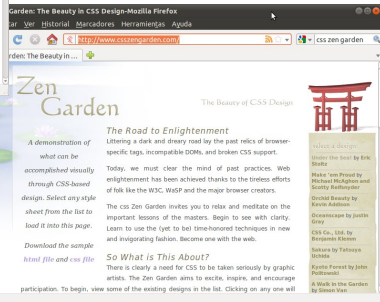 Garden: The Beauty in CSS Design-Mozilla Firefox
Ver Historial Marcadores Herramientas Ayuda
http://www.csszengarden.com/
css zen garden
rden: The Beauty in ...
Zen
Garden
The Beauty of CSS Design
A demonstration of
what can be
accomplished visually
through CSS-based
design. Select any style
sheet from the list to
load it into this page.
Download the sample
html file and css file
The Road to Enlightenment
Littering a dark and dreary road lay the past relics of browser-
specific tags, incompatible DOMs, and broken CSS support.
Today, we must clear the mind of past practices. Web
enlightenment has been achieved thanks to the tireless efforts
of folk like the W3C, WaSP and the major browser creators.
The css Zen Garden invites you to relax and meditate on the
important lessons of the masters. Begin to see with clarity.
Learn to use the (yet to be) time-honored techniques in new
and invigorating fashion. Become one with the web.
So What is This About?
There is clearly a need for CSS to be taken seriously by graphic
artists. The Zen Garden aims to excite, inspire, and encourage
participation. To begin, view some of the existing designs in the list. Clicking on any one will
select a design:
Under the Sea! by Eric
Stoltz
Make 'em Proud by
Michael McAghon and
Scotty Reifsnyder
Orchid Beauty by
Kevin Addison
Oceanscape by Justin
Gray
CSS Co., Ltd. by
Benjamin Klemm
Sakura by Tatsuya
Uchida
Kyoto Forest by John
Politowski
A Walk in the Garden
by Simon Van